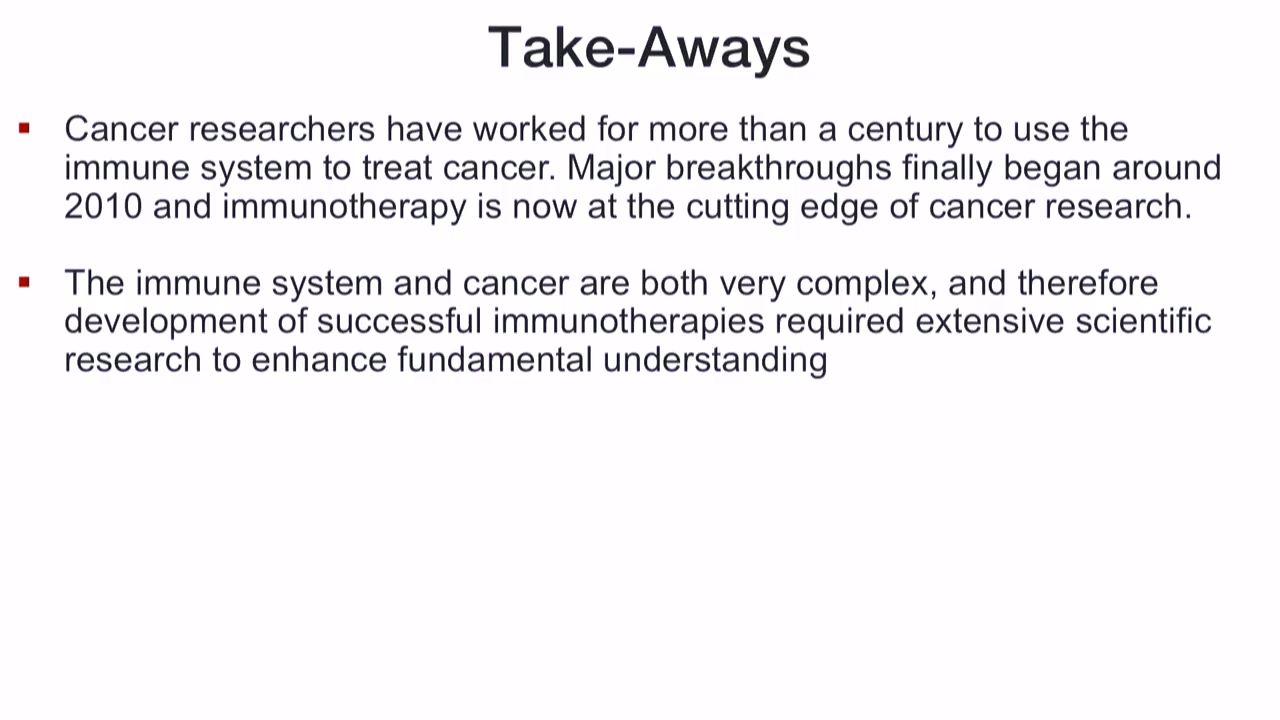 Take-Aways
▪ Cancer researchers have worked for more than a century to use the
immune system to treat cancer. Major breakthroughs finally began around
2010 and immunotherapy is now at the cutting edge of cancer research.
▪ The immune system and cancer are both very complex, and therefore
development of successful immunotherapies required extensive scientific
research to enhance fundamental understanding